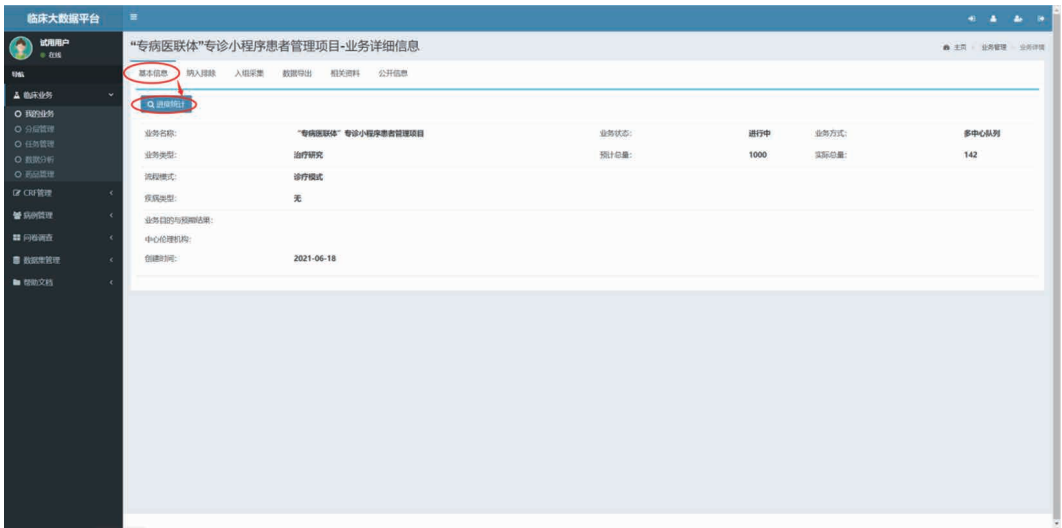 临床大数据平台
试用用户
在线
导航
临床业务
我的业务
分组管理
任务管理
数据分析
药品管理
CRF管理
病例管理
问卷调查
数据集管理
帮助文档
“专病医联体”专诊小程序患者管理项目-业务详细信息
主页 业务管理 业务详情
基本信息 纳入排除 入组采集 数据导出 相关资料 公开信息
进度统计
业务名称: “专病医联体”专诊小程序患者管理项目 业务状态: 进行中 业务方式: 多中心队列
业务类型: 治疗研究 预计总量: 1000 实际总量: 142
流程模式: 诊疗模式
疾病类型: 无
业务目的与预期结果:
中心伦理机构:
创建时间: 2021-06-18